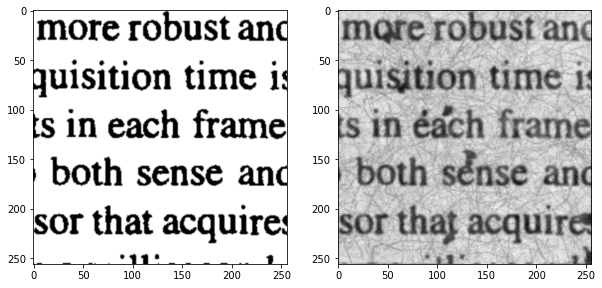 more robust and
quisition time is
ts in each frame
both sense and
sor that acquires
0
50
100
150
200
250
0 50 100 150 200 250
more robust and
quisition time is
ts in each frame
both sense and
sor that acquires
0
50
100
150
200
250
0 50 100 150 200 250